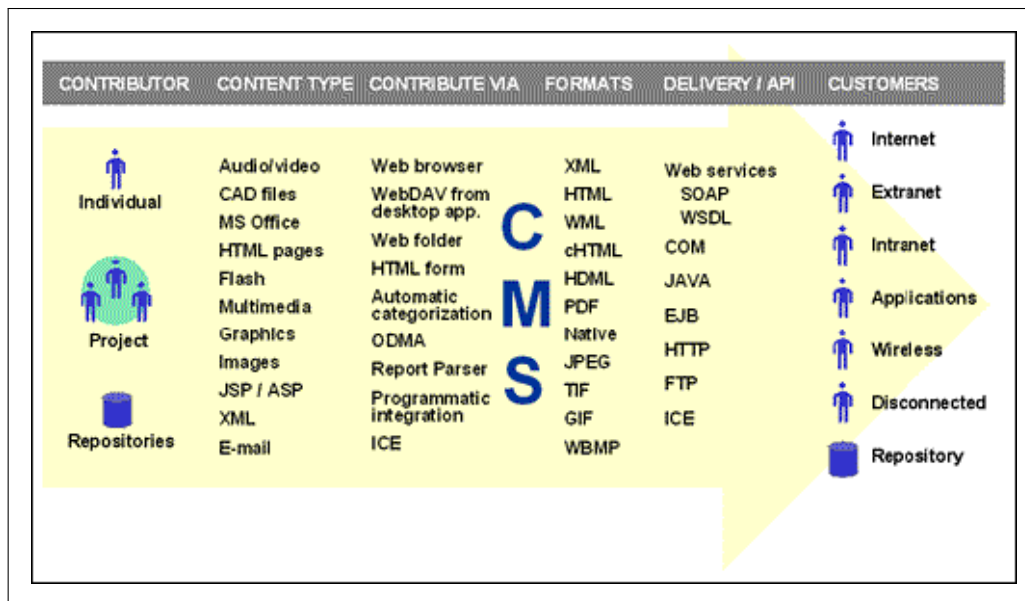 CONTRIBUTOR CONTENT TYPE CONTRIBUTE VIA FORMATS DELIVERY / API CUSTOMERS
Individual
Project
Repositories
Audio/video
CAD files
MS Office
HTML pages
Flash
Multimedia
Graphics
Images
JSP / ASP
XML
E-mail
Web browser
WebDAV from
desktop app.
Web folder
HTML form
Automatic
categorization
ODMA
Report Parser
Programmatic
integration
ICE
C
M
S
XML
HTML
WML
cHTML
HDML
PDF
Native
JPEG
TIF
GIF
WBMP
Web services
SOAP
WSDL
COM
JAVA
EJB
HTTP
FTP
ICE
Internet
Extranet
Intranet
Applications
Wireless
Disconnected
Repository